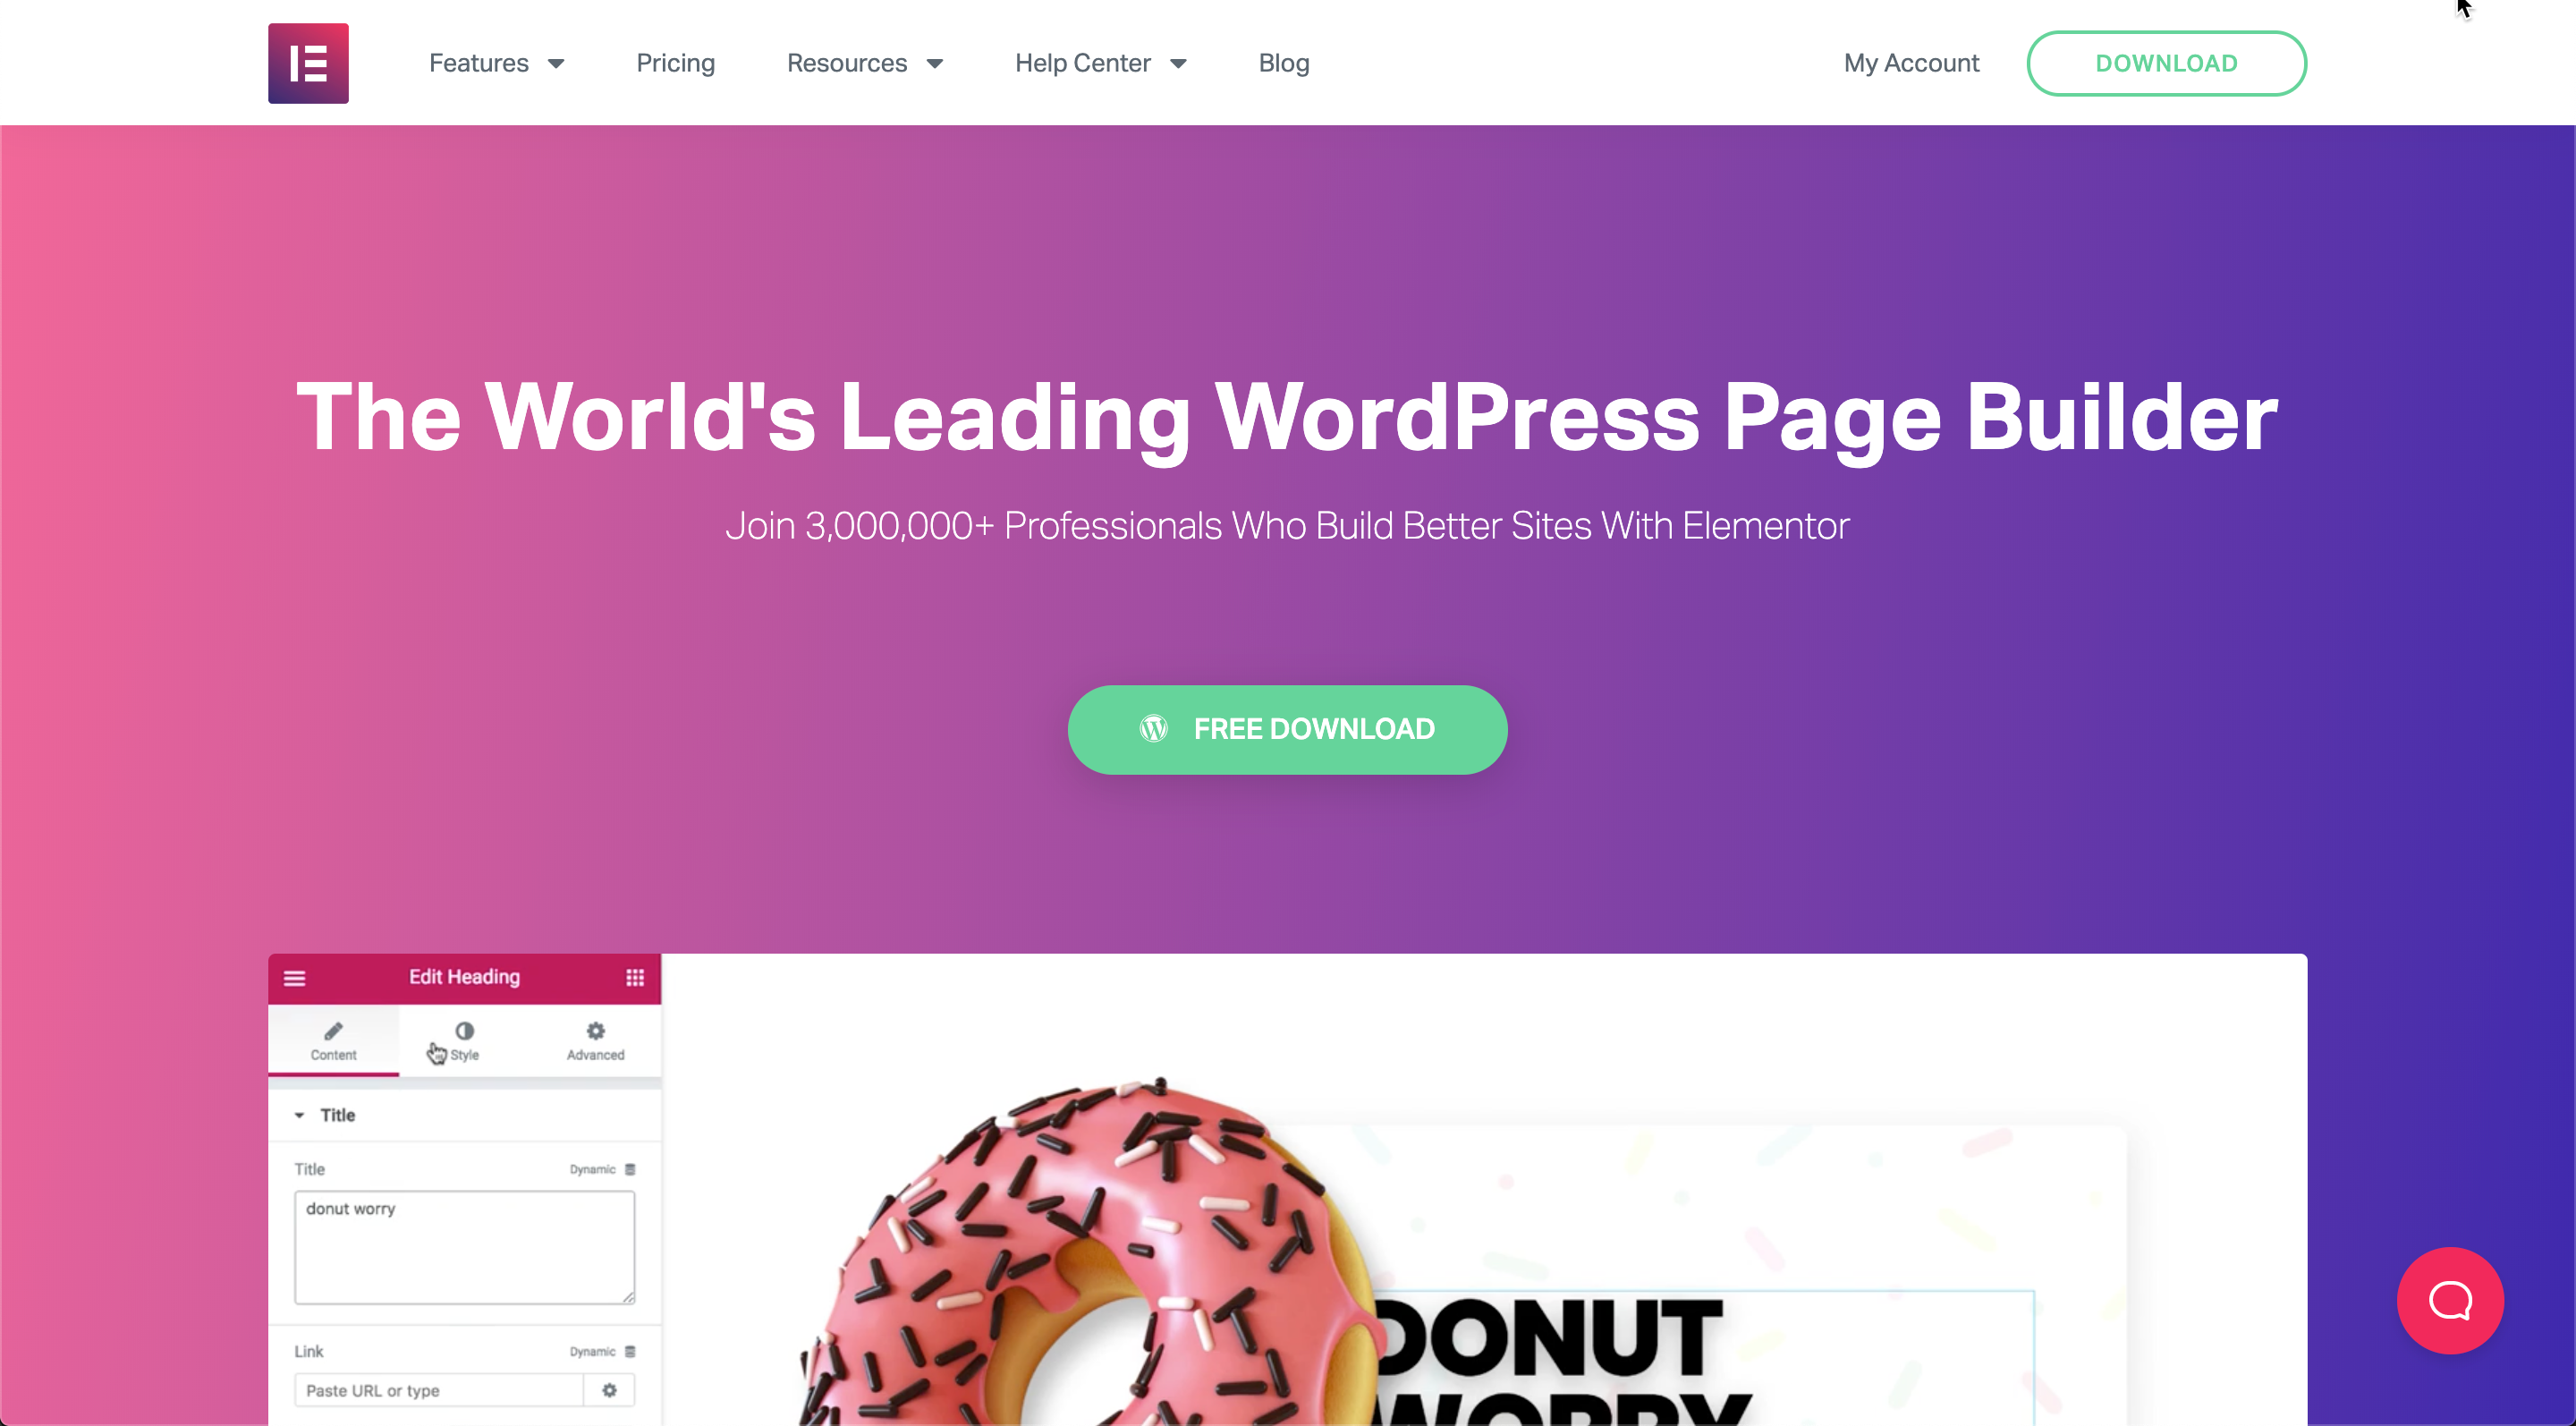 Features
Pricing
Resources
Help Center
Blog
My Account
DOWNLOAD
The World's Leading WordPress Page Builder
Join 3,000,000+ Professionals Who Build Better Sites With Elementor
FREE DOWNLOAD
Edit Heading
Content
Style
Advanced
Title
Title
Dynamic
donut worry
Link
Dynamic
Paste URL or type
DONUT
WORRY